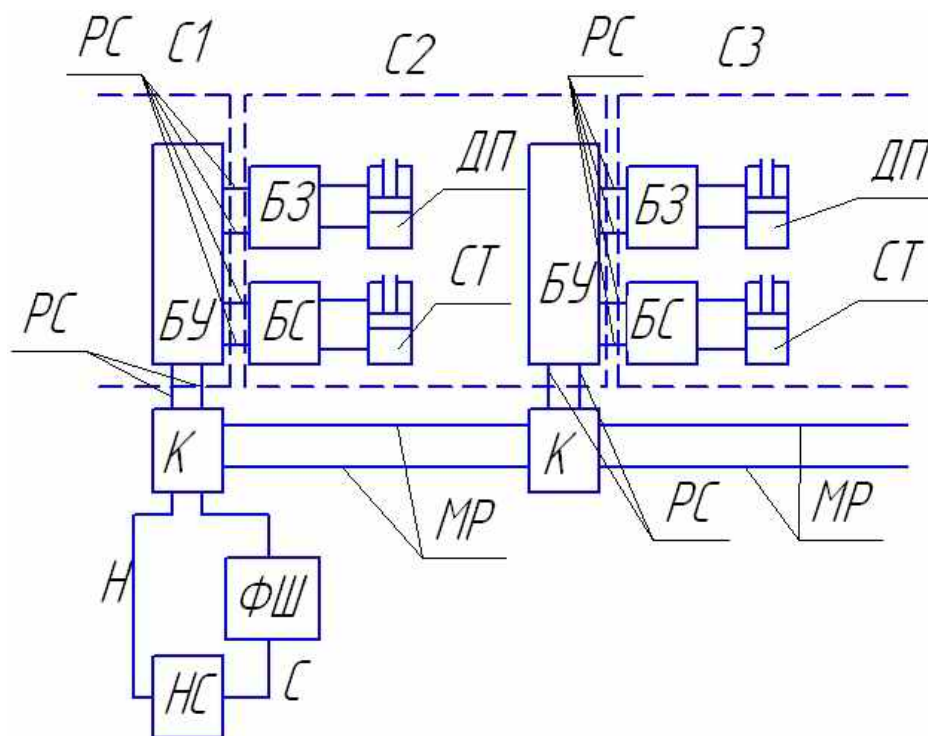 РС С1 С2 РС С3
ДП ДП
БЗ БЗ
СТ СТ
РС БУ БС БУ БС
К К
МР РС МР
Н ФШ
НС С